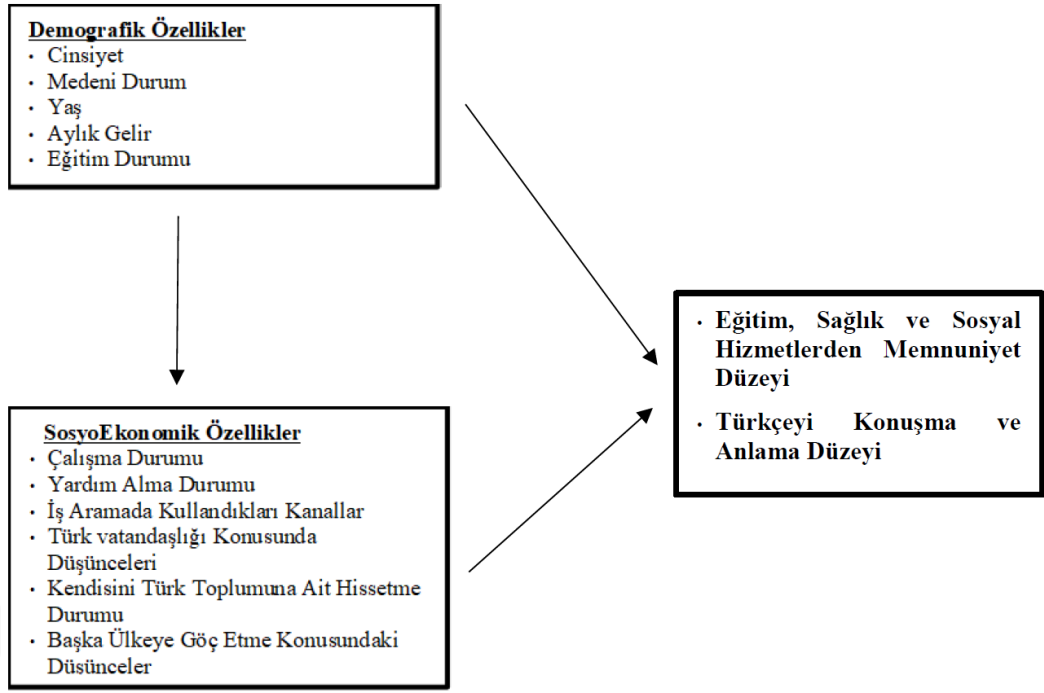 Demografik Özellikler
• Cinsiyet
• Medeni Durum
• Yaş
• Aylık Gelir
• Eğitim Durumu
SosyoEkonomik Özellikler
• Çalışma Durumu
• Yardım Alma Durumu
• İş Aramada Kullandıkları Kanallar
• Türk vatandaşlığı Konusunda
Düşünceleri
• Kendisini Türk Toplumuna Ait Hissetme
Durumu
• Başka Ülkeye Göç Etme Konusundaki
Düsünceler
• Eğitim, Sağlık ve Sosyal
Hizmetlerden Memnuniyet
Düzeyi
• Türkçeyi Konuşma ve
Anlama Düzeyi